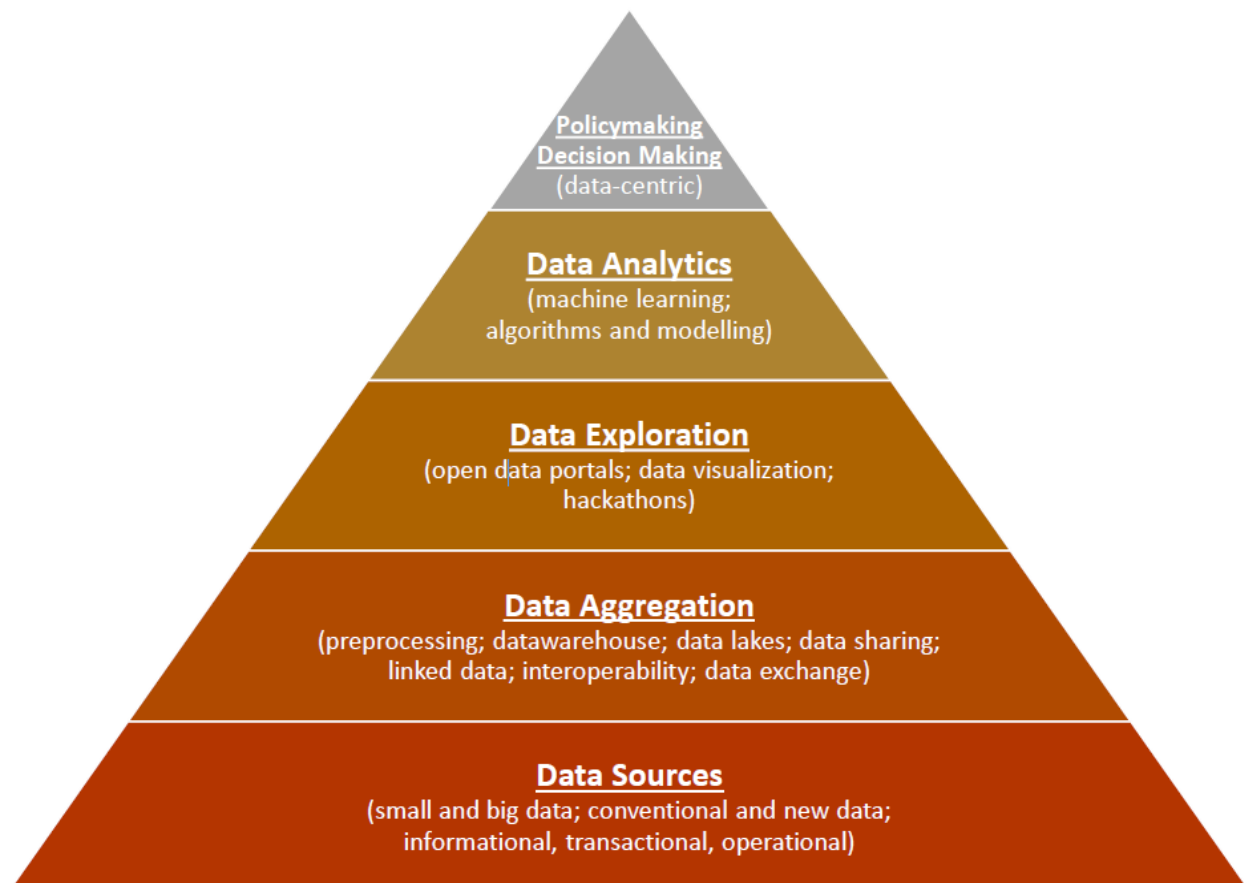 Policymaking
Decision Making
(data-centric)
Data Analytics
(machine learning;
algorithms and modelling)
Data Exploration
(open data portals; data visualization;
hackathons)
Data Aggregation
(preprocessing; datawarehouse; data lakes; data sharing;
linked data; interoperability; data exchange)
Data Sources
(small and big data; conventional and new data;
informational, transactional, operational)